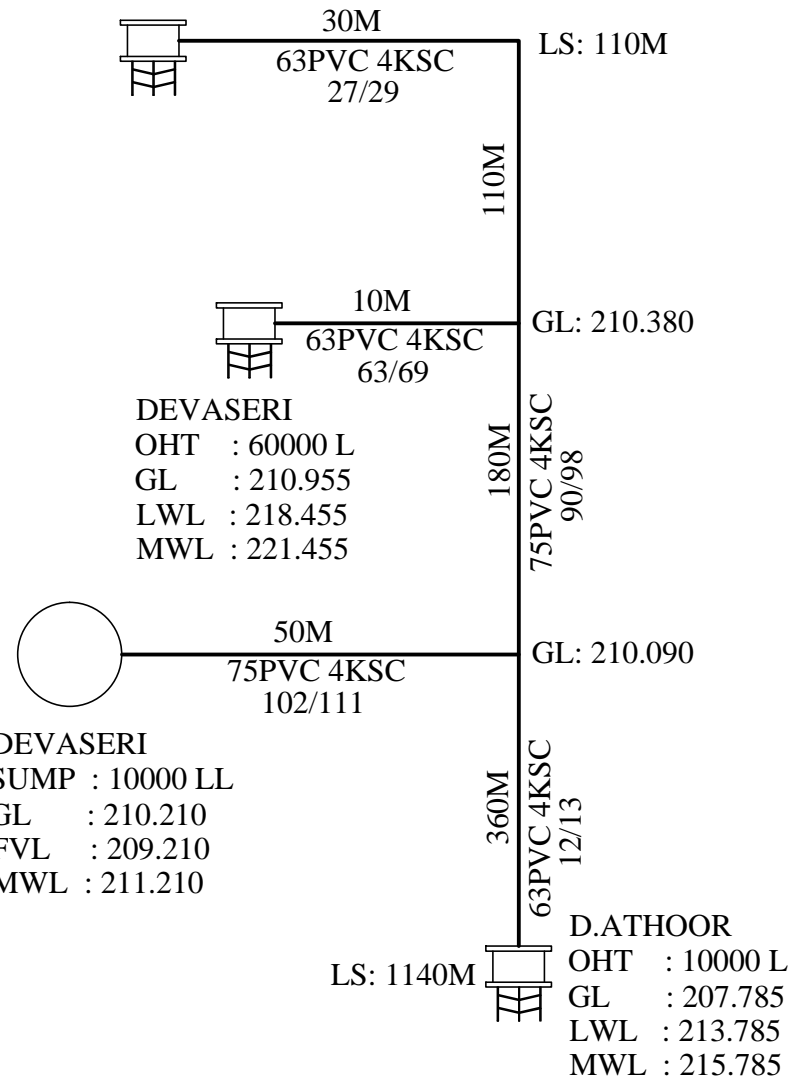 30M
63PVC 4KSC
27/29
LS: 110M
110M
10M
63PVC 4KSC
63/69
GL: 210.380
DEVASERI
OHT : 60000 L
GL : 210.955
LWL : 218.455
MWL : 221.455
180M
75PVC 4KSC
90/98
50M
75PVC 4KSC
102/111
GL: 210.090
DEVASERI
SUMP : 10000 LL
GL : 210.210
FVL : 209.210
MWL : 211.210
360M
63PVC 4KSC
12/13
LS: 1140M
D.ATHOOR
OHT : 10000 L
GL : 207.785
LWL : 213.785
MWL : 215.785